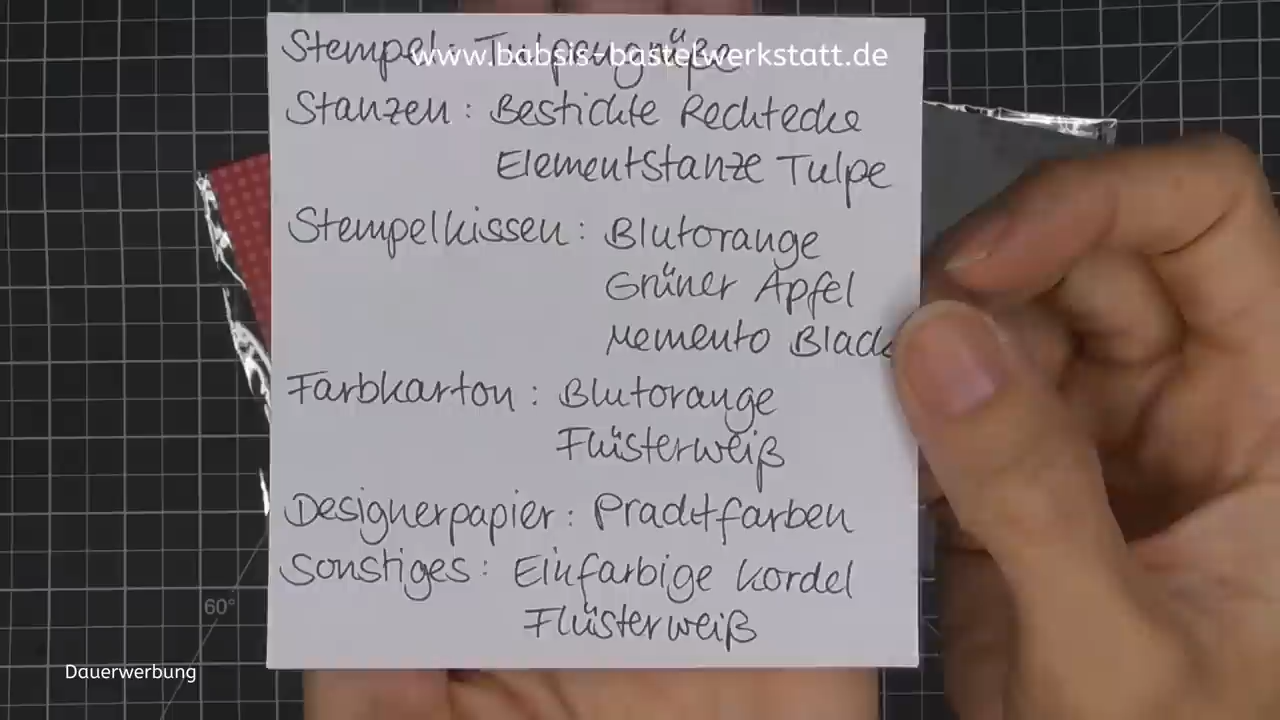 www.babsis-bastelwerkstatt.de
Stempel: Tulpengrüße
Stanzen: Bestickte Rechtecke
Elementstanze Tulpe
Stempelkissen: Blutorange
Grüner Apfel
Memento Black
Farbkarton: Blutorange
Flüsterweiß
Designerpapier: Prachtfarben
Sonstiges: Einfarbige Kordel
Flüsterweiß
60°
Dauerwerbung